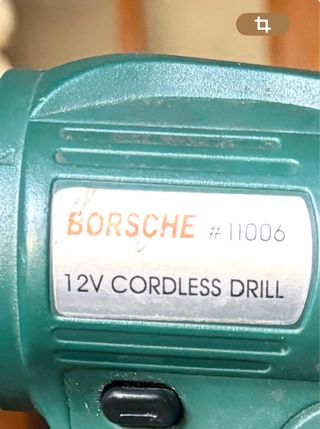 BORSCHE #11006
12V CORDLESS DRILL